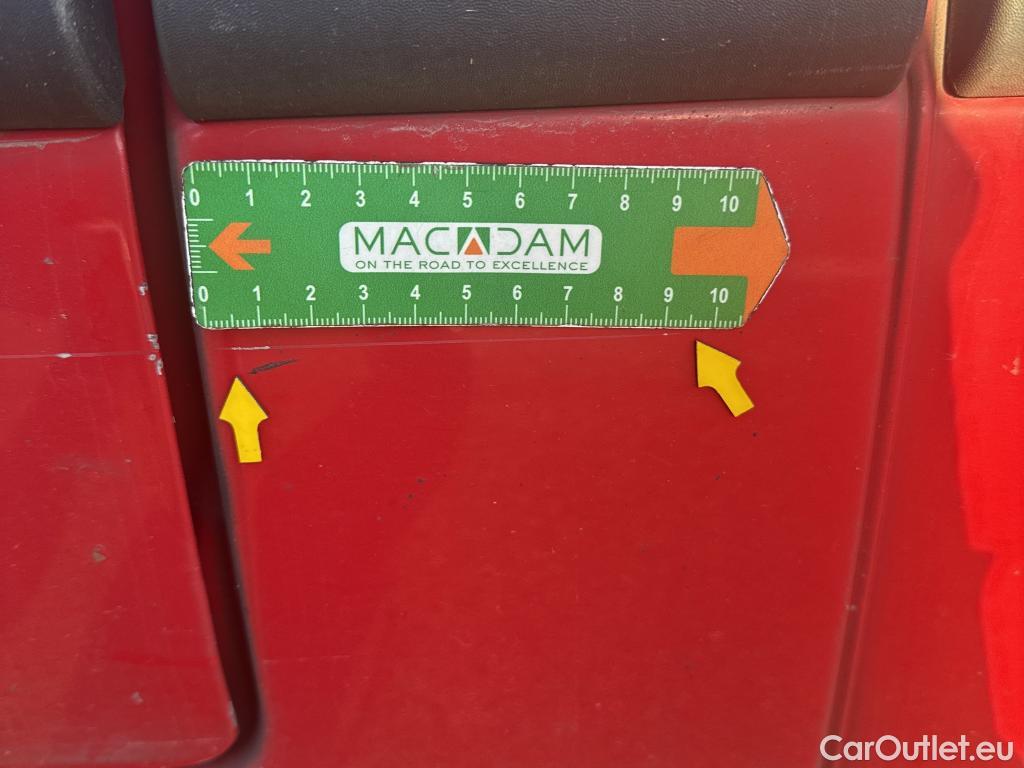 0 1 2 3 4 5 6 7 8 9 10
MACADAM
ON THE ROAD TO EXCELLENCE
0 1 2 3 4 5 6 7 8 9 10
CarOutlet.eu